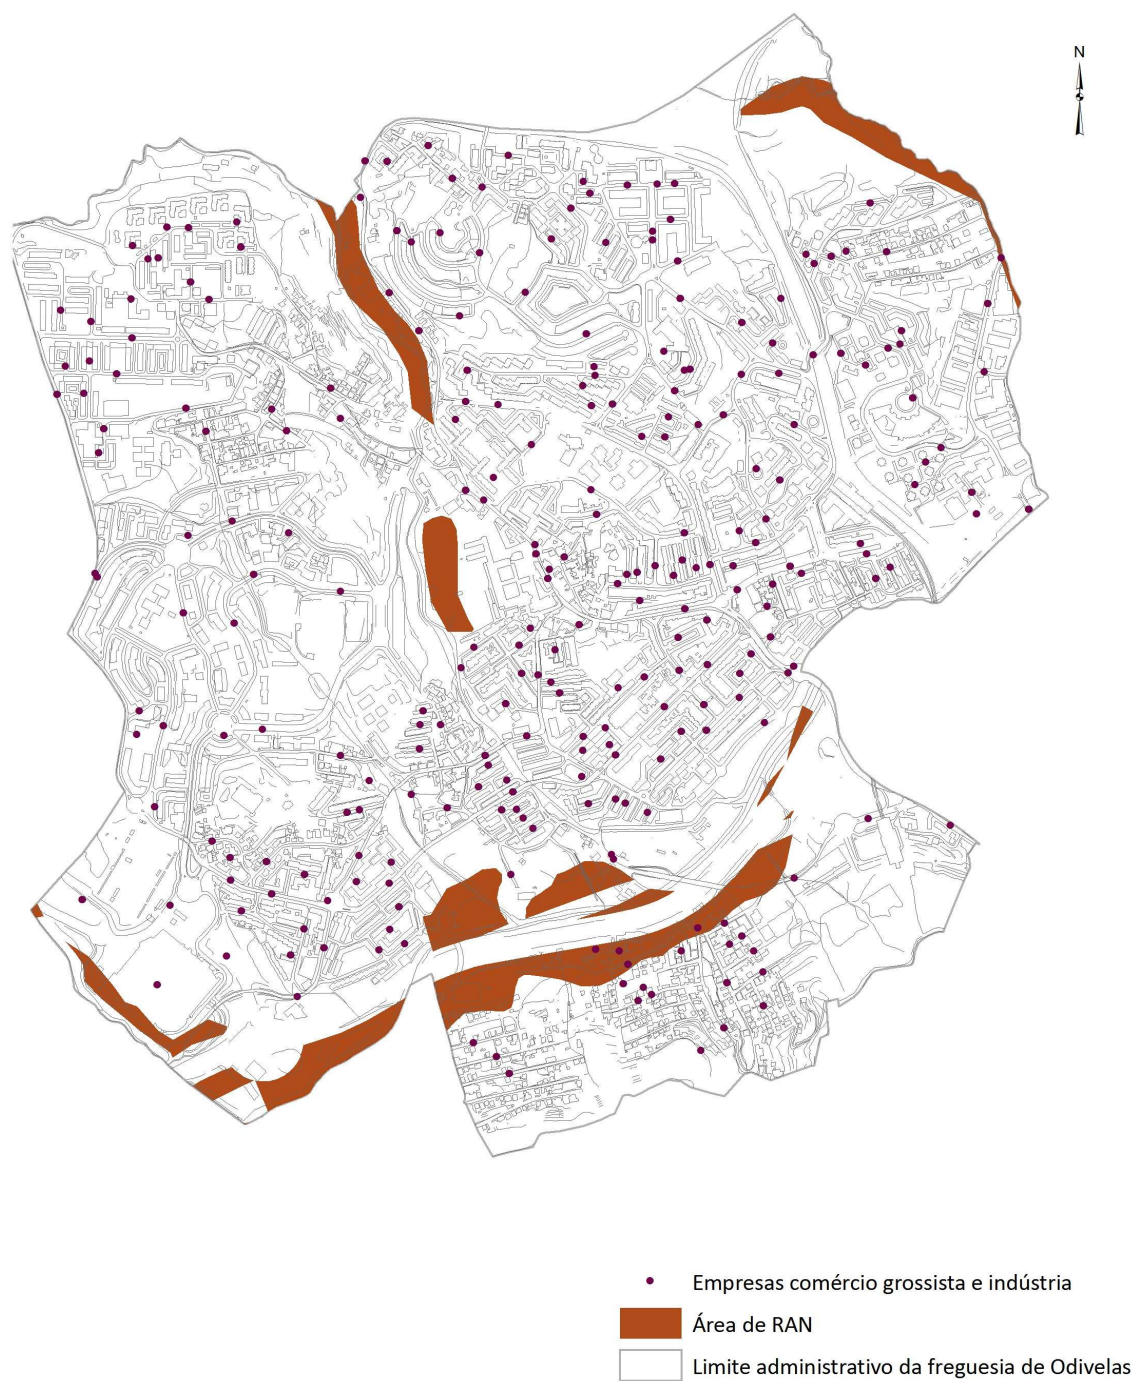 N
Empresas comércio grossista e indústria
Área de RAN
Limite administrativo da freguesia de Odivelas